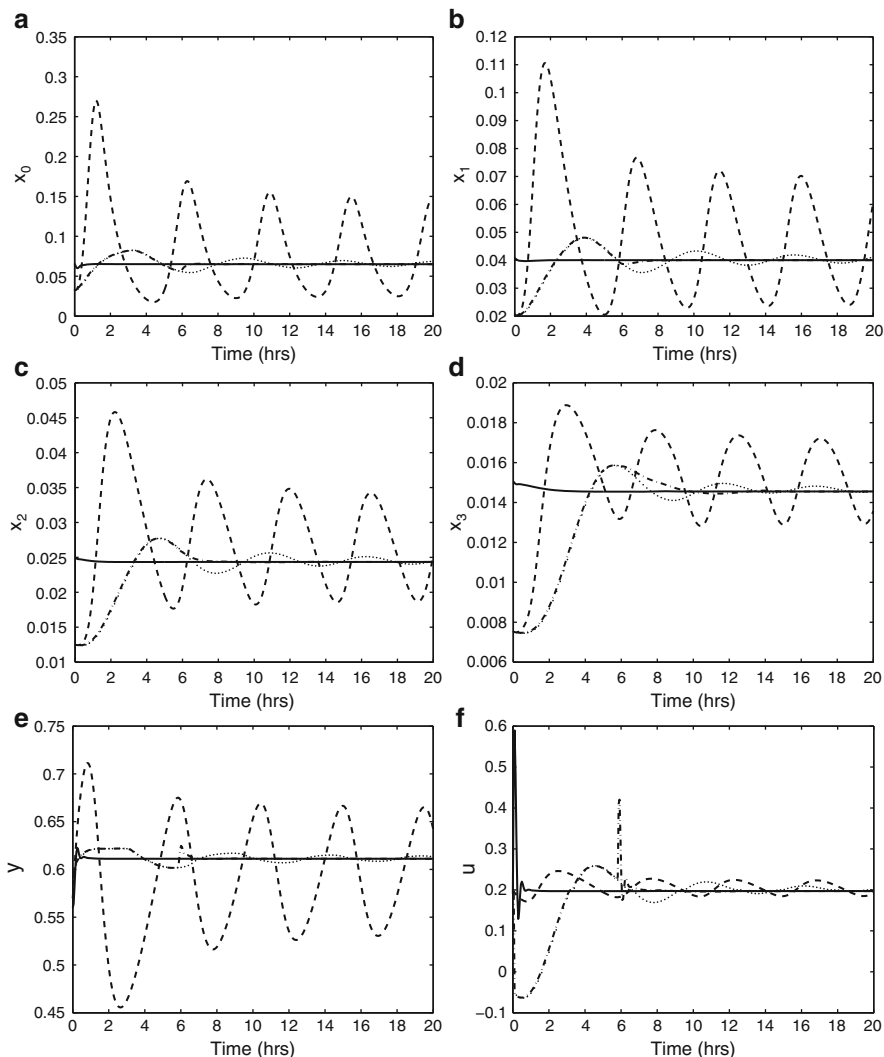 a
0.35
0.3
0.25
0.2
0.15
0.1
0.05
0
x0
0 2 4 6 8 10 12 14 16 18 20
Time (hrs)
b
0.12
0.11
0.1
0.09
0.08
0.07
0.06
0.05
0.04
0.03
0.02
x1
0 2 4 6 8 10 12 14 16 18 20
Time (hrs)
c
0.05
0.045
0.04
0.035
0.03
0.025
0.02
0.015
0.01
x2
0 2 4 6 8 10 12 14 16 18 20
Time (hrs)
d
0.02
0.018
0.016
0.014
0.012
0.01
0.008
0.006
x3
0 2 4 6 8 10 12 14 16 18 20
Time (hrs)
e
0.75
0.7
0.65
0.6
0.55
0.5
0.45
y
0 2 4 6 8 10 12 14 16 18 20
Time (hrs)
f
0.6
0.5
0.4
0.3
0.2
0.1
0
−0.1
u
0 2 4 6 8 10 12 14 16 18 20
Time (hrs)